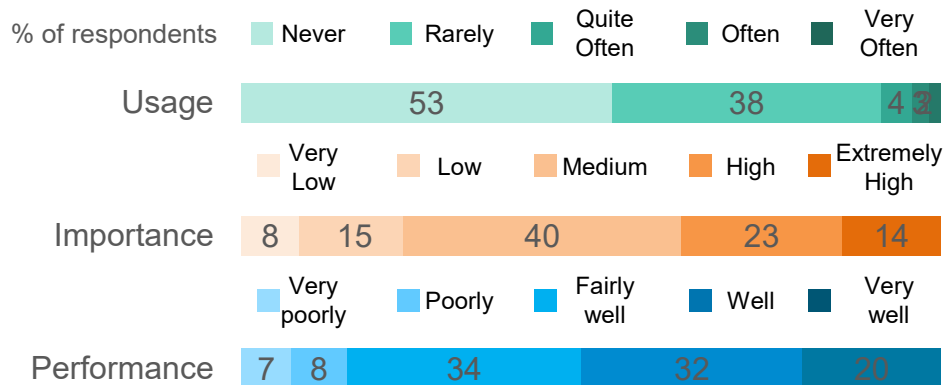 % of respondents Never Rarely Quite Often Often Very Often
Usage 53 38 4 3 2
Very Low Low Medium High Extremely High
Importance 8 15 40 23 14
Very poorly Poorly Fairly well Well Very well
Performance 7 8 34 32 20